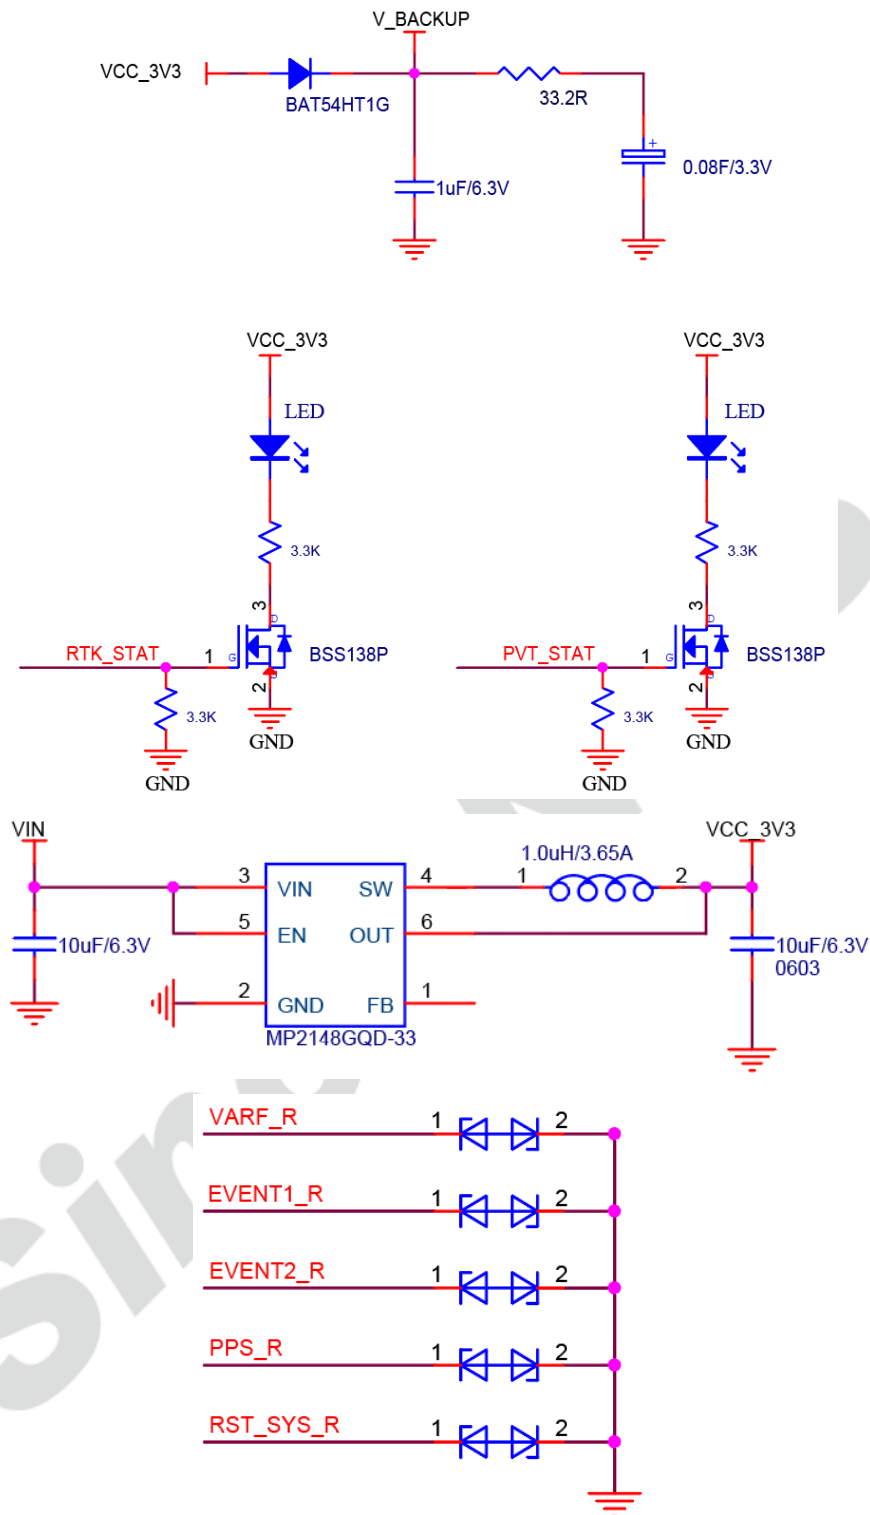 V_BACKUP
VCC_3V3
BAT54HT1G
33.2R
+
0.08F/3.3V
1uF/6.3V
VCC_3V3 VCC_3V3
LED LED
3.3K 3.3K
3 3
D D
RTK_STAT 1 G BSS138P PVT_STAT 1 G BSS138P
2 2
3.3K 3.3K
GND GND
GND GND
VIN VCC_3V3
1.0uH/3.65A
3 VIN SW 4 1 2
5 EN OUT 6
10uF/6.3V 10uF/6.3V
0603
2 GND FB 1
MP2148GQD-33
VARF_R 1 2
EVENT1_R 1 2
EVENT2_R 1 2
PPS_R 1 2
RST_SYS_R 1 2